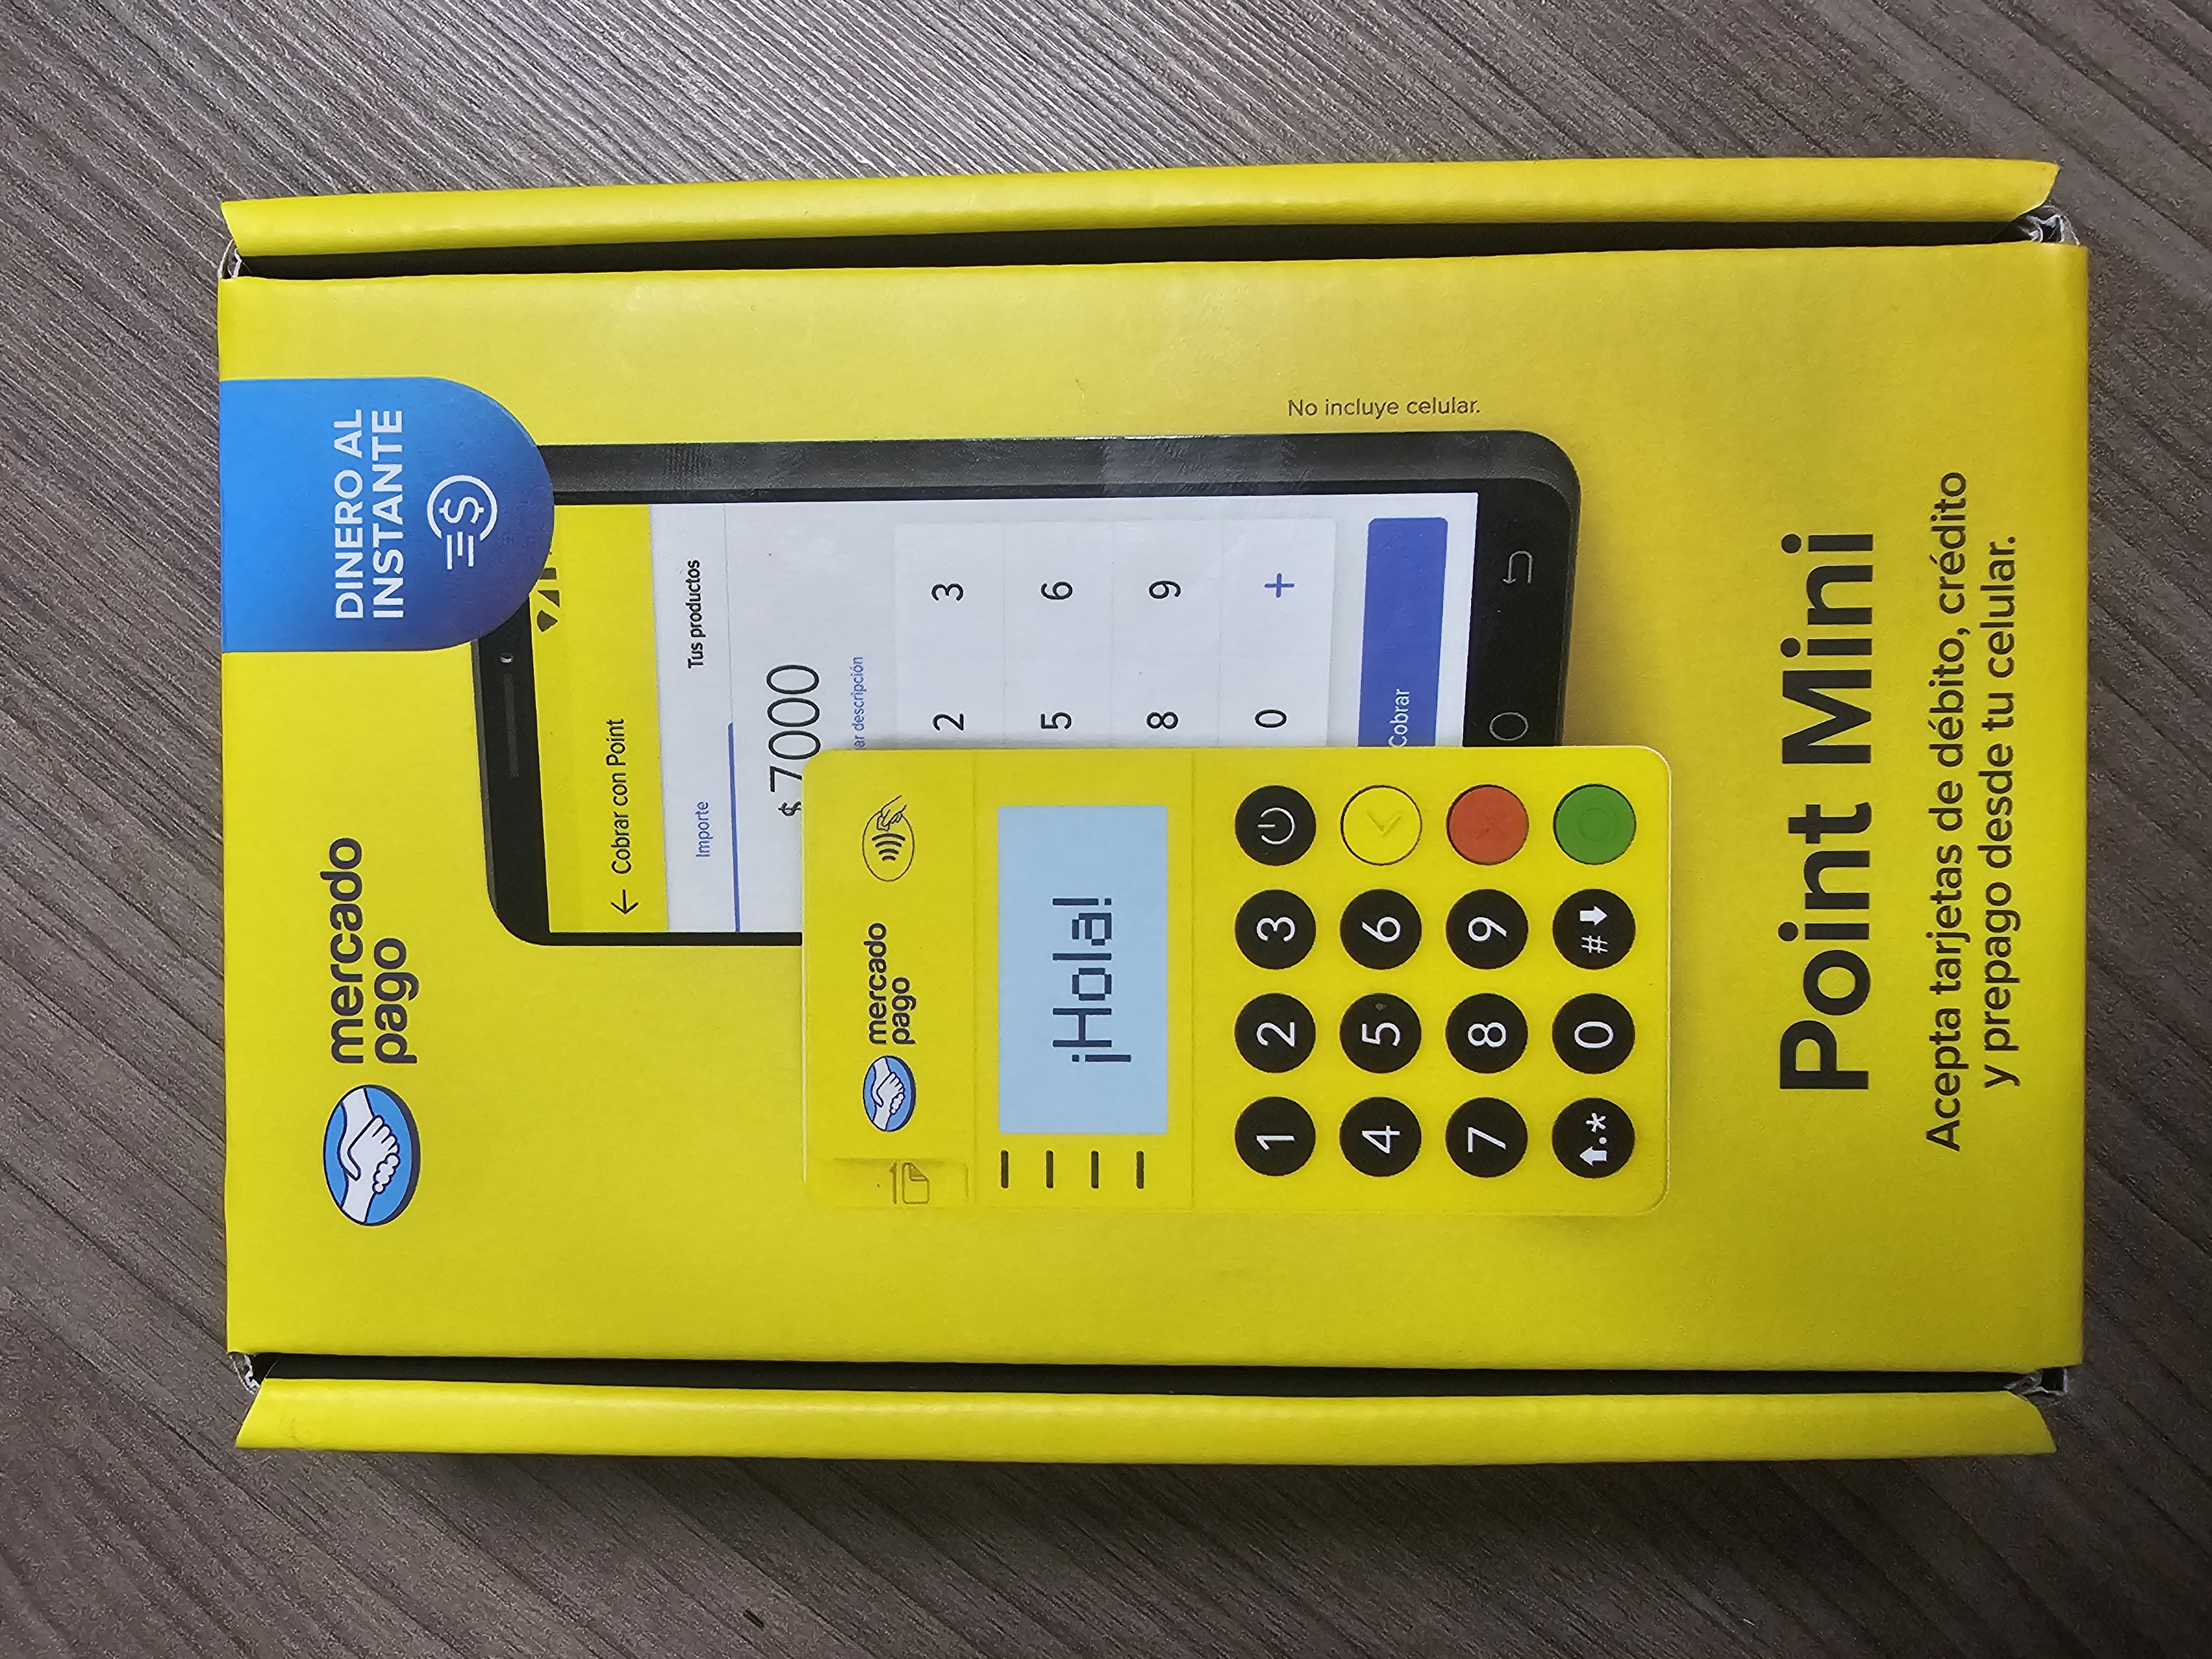 mercado
pago
DINERO AL
INSTANTE
$
Cobrar con Point
Importe
Tus productos
$ 7000
descripción
mercado
pago
2 3
5 6
8 9
0 +
Cobrar
¡Hola!
1 2 3
4 5 6 <
7 8 9
.* 0 #
No incluye celular.
Point Mini
Acepta tarjetas de débito, crédito
y prepago desde tu celular.